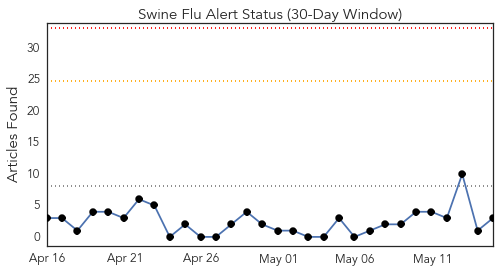 Swine Flu Alert Status (30-Day Window)
Articles Found
30
25
20
15
10
5
0
Apr 16 Apr 21 Apr 26 May 01 May 06 May 11